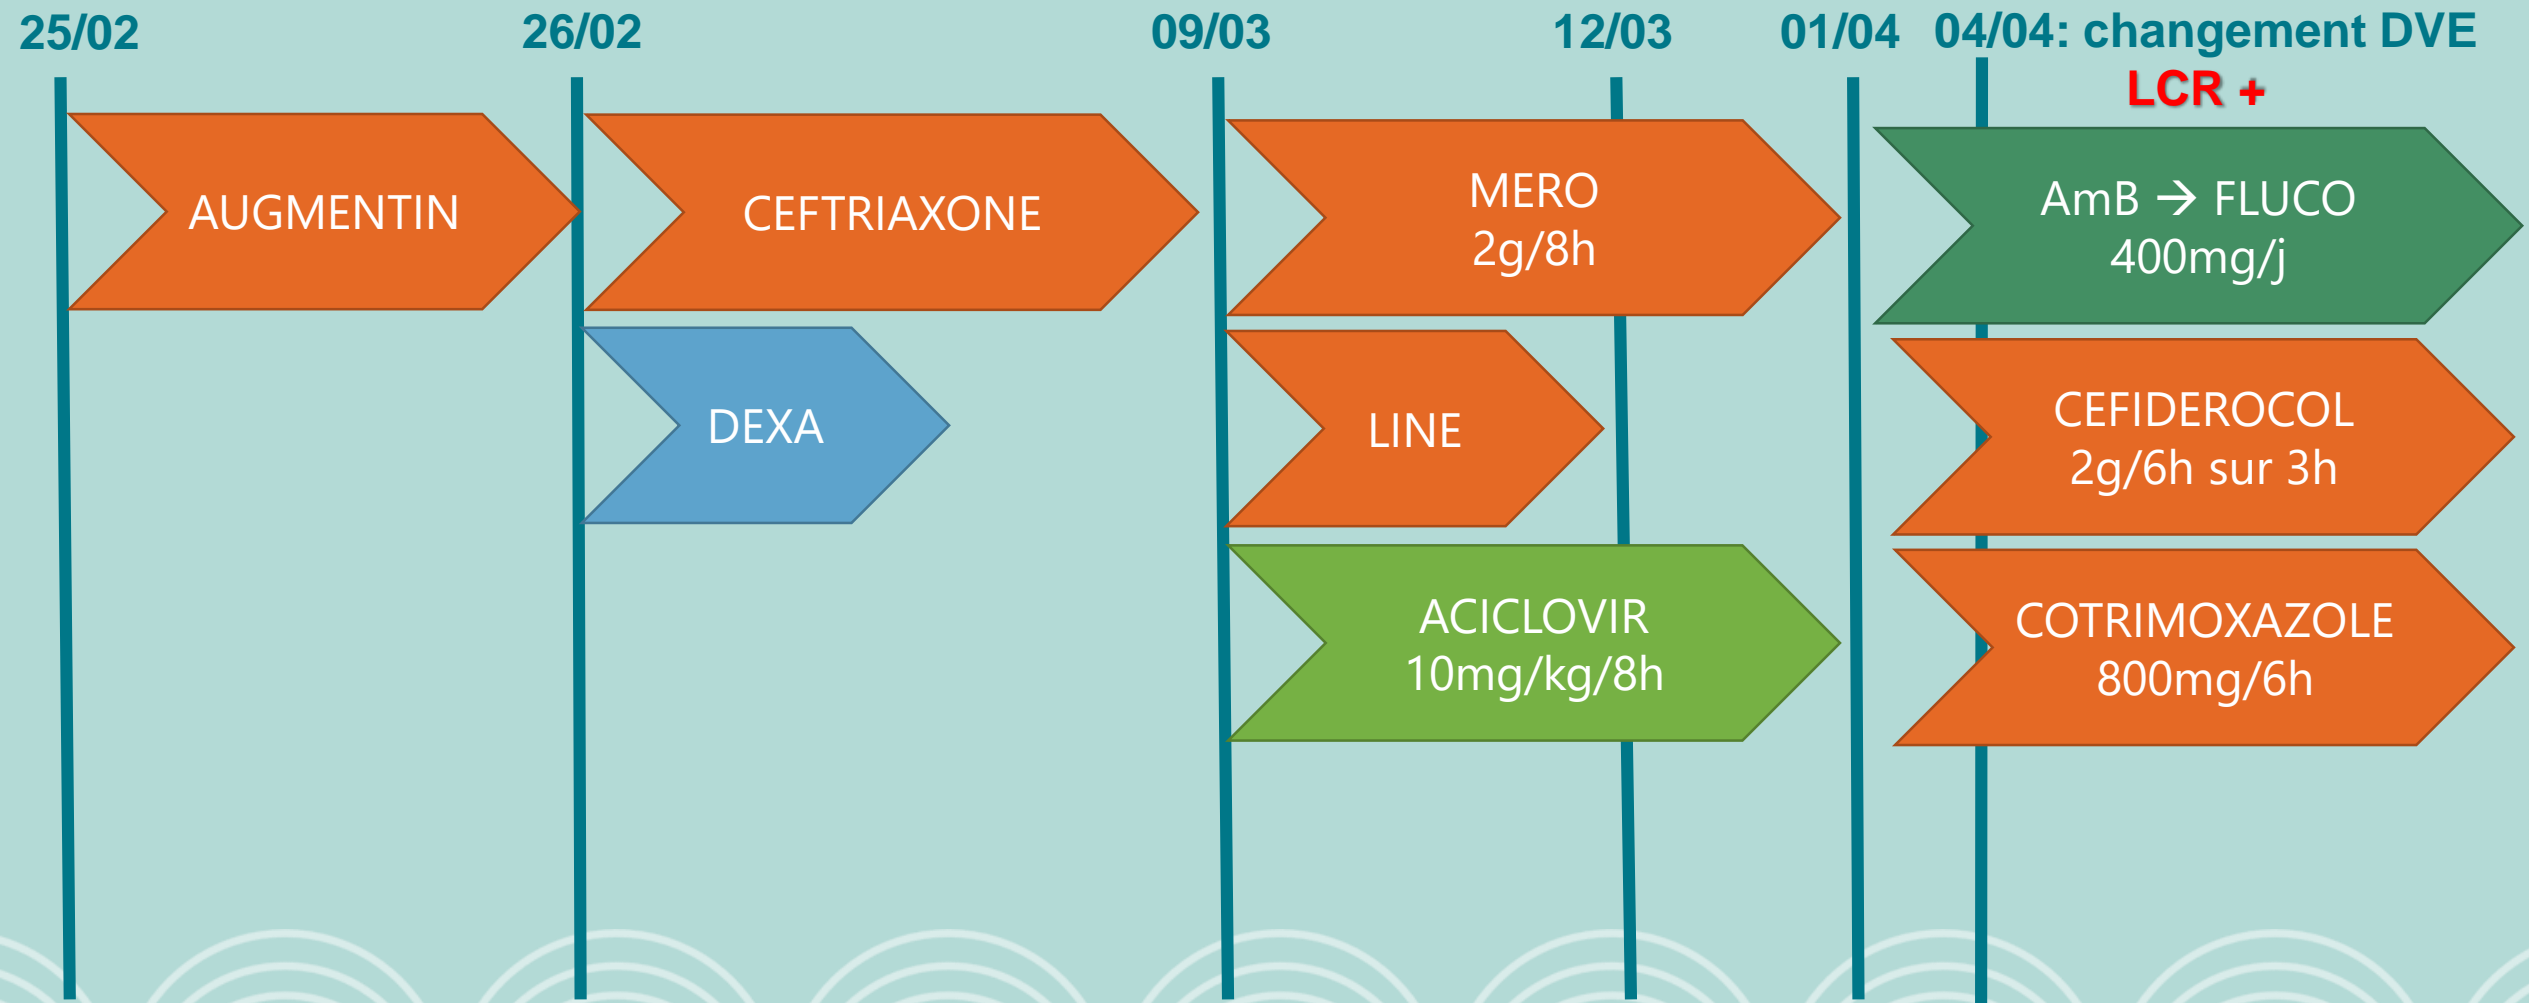 25/02
26/02
09/03
12/03
01/04
04/04: changement DVE
LCR +
AUGMENTIN
CEFTRIAXONE
MERO
2g/8h
AmB → FLUCO
400mg/j
DEXA
LINE
CEFIDEROCOL
2g/6h sur 3h
ACICLOVIR
10mg/kg/8h
COTRIMOXAZOLE
800mg/6h